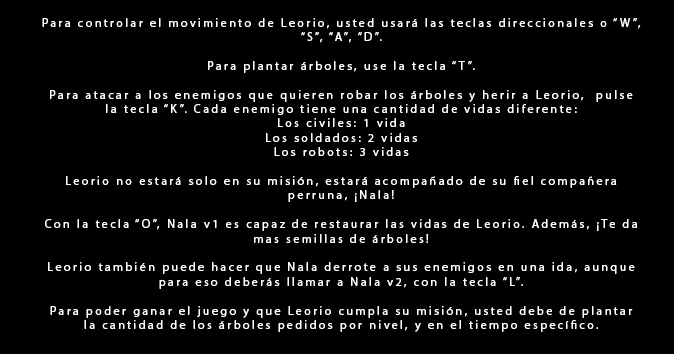 Para controlar el movimiento de Leorio, usted usará las teclas direccionales o “W”,
“S”, “A”, “D”.
Para plantar árboles, use la tecla “T”.
Para atacar a los enemigos que quieren robar los árboles y herir a Leorio, pulse
la tecla “K”. Cada enemigo tiene una cantidad de vidas diferente:
Los civiles: 1 vida
Los soldados: 2 vidas
Los robots: 3 vidas
Leorio no estará solo en su misión, estará acompañado de su fiel compañera
perruna, ¡Nala!
Con la tecla “O”, Nala v1 es capaz de restaurar las vidas de Leorio. Además, ¡Te da
mas semillas de árboles!
Leorio también puede hacer que Nala derrote a sus enemigos en una ida, aunque
para eso deberás llamar a Nala v2, con la tecla “L”.
Para poder ganar el juego y que Leorio cumpla su misión, usted debe de plantar
la cantidad de los árboles pedidos por nivel, y en el tiempo específico.